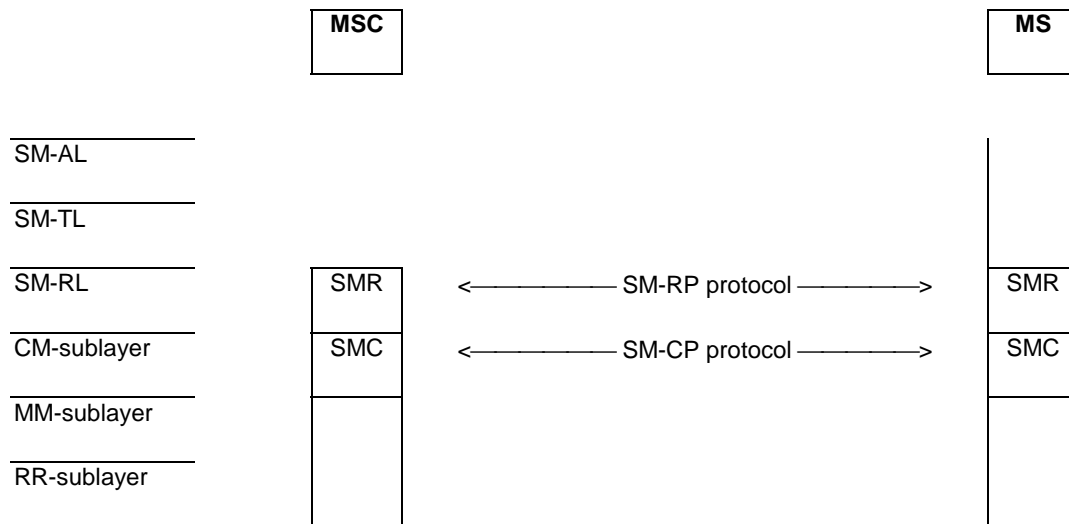 MSC MS
SM-AL
SM-TL
SM-RL SMR <—————— SM-RP protocol —————> SMR
CM-sublayer SMC <—————— SM-CP protocol —————> SMC
MM-sublayer
RR-sublayer